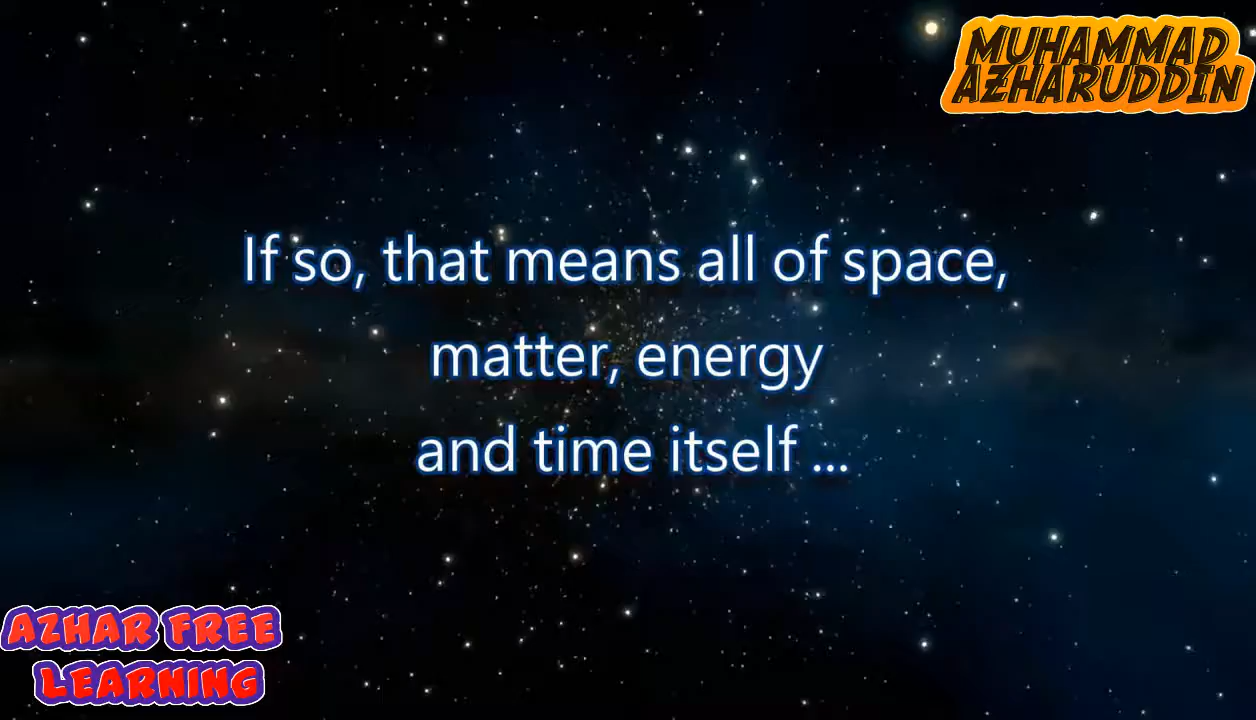 MUHAMMAD
AZHARUDDIN
If so, that means all of space,
matter, energy
and time itself ...
AZHAR FREE
LEARNING